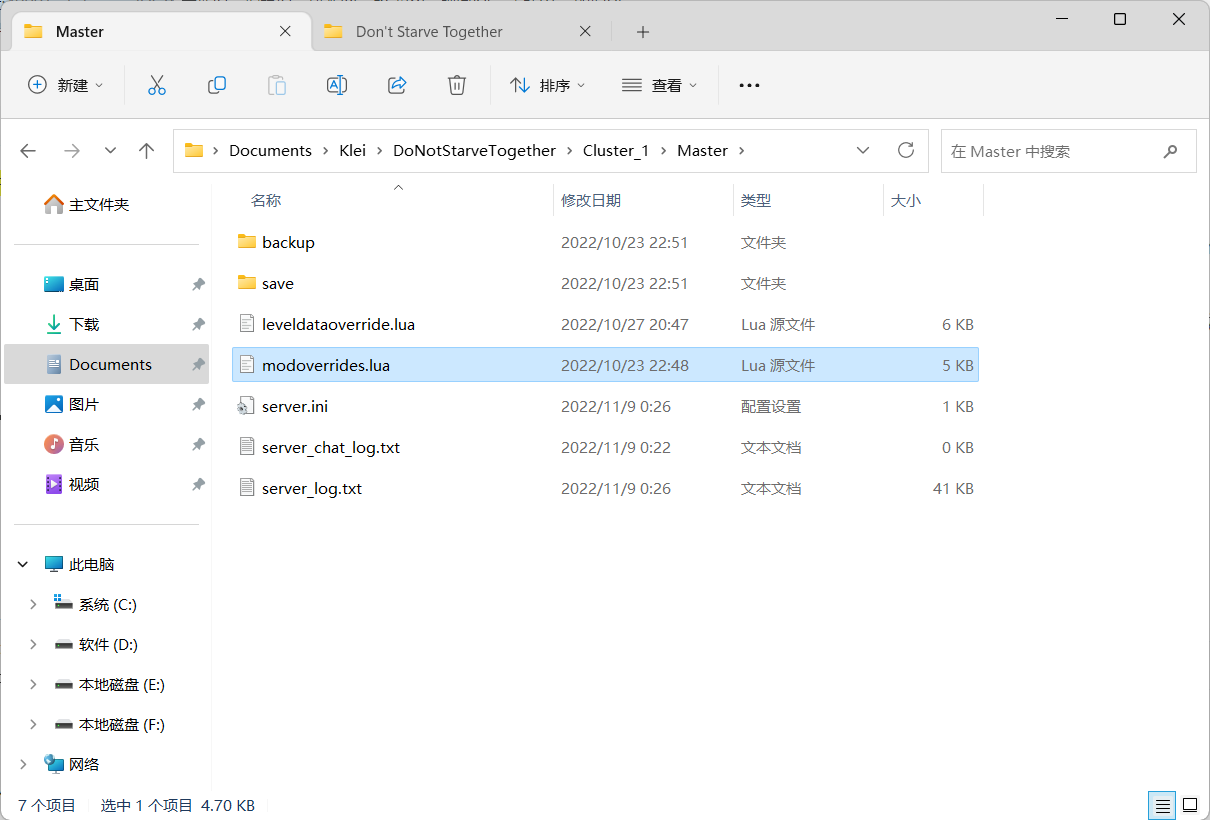 Master
Don't Starve Together
新建
排序
查看
Documents
Klei
DoNotStarveTogether
Cluster_1
Master
在 Master 中搜索
主文件夹
桌面
下载
Documents
图片
音乐
视频
此电脑
系统 (C:)
软件 (D:)
本地磁盘 (E:)
本地磁盘 (F:)
网络
名称 修改日期 类型 大小
backup 2022/10/23 22:51 文件夹
save 2022/10/23 22:51 文件夹
leveldataoverride.lua 2022/10/27 20:47 Lua 源文件 6 KB
modoverrides.lua 2022/10/23 22:48 Lua 源文件 5 KB
server.ini 2022/11/9 0:26 配置设置 1 KB
server_chat_log.txt 2022/11/9 0:22 文本文档 0 KB
server_log.txt 2022/11/9 0:26 文本文档 41 KB
7 个项目 选中 1 个项目 4.70 KB